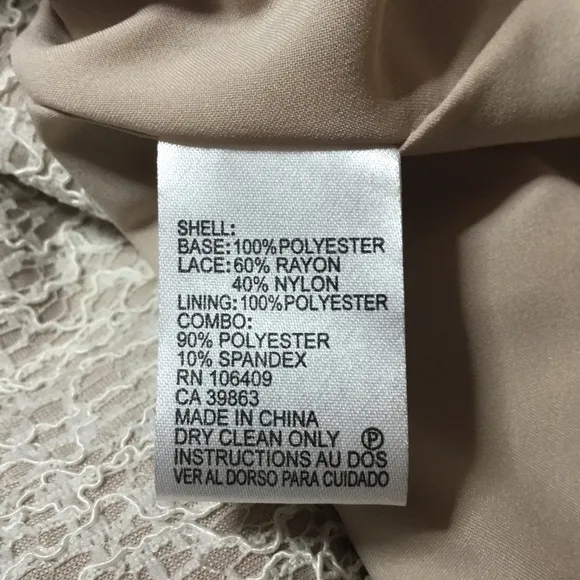 SHELL:
BASE:100%POLYESTER
LACE:60% RAYON
40% NYLON
LINING:100%POLYESTER
COMBO:
90% POLYESTER
10% SPANDEX
RN 106409
CA 39863
MADE IN CHINA
DRY CLEAN ONLY Ⓟ
INSTRUCTIONS AU DOS
VER AL DORSO PARA CUIDADO